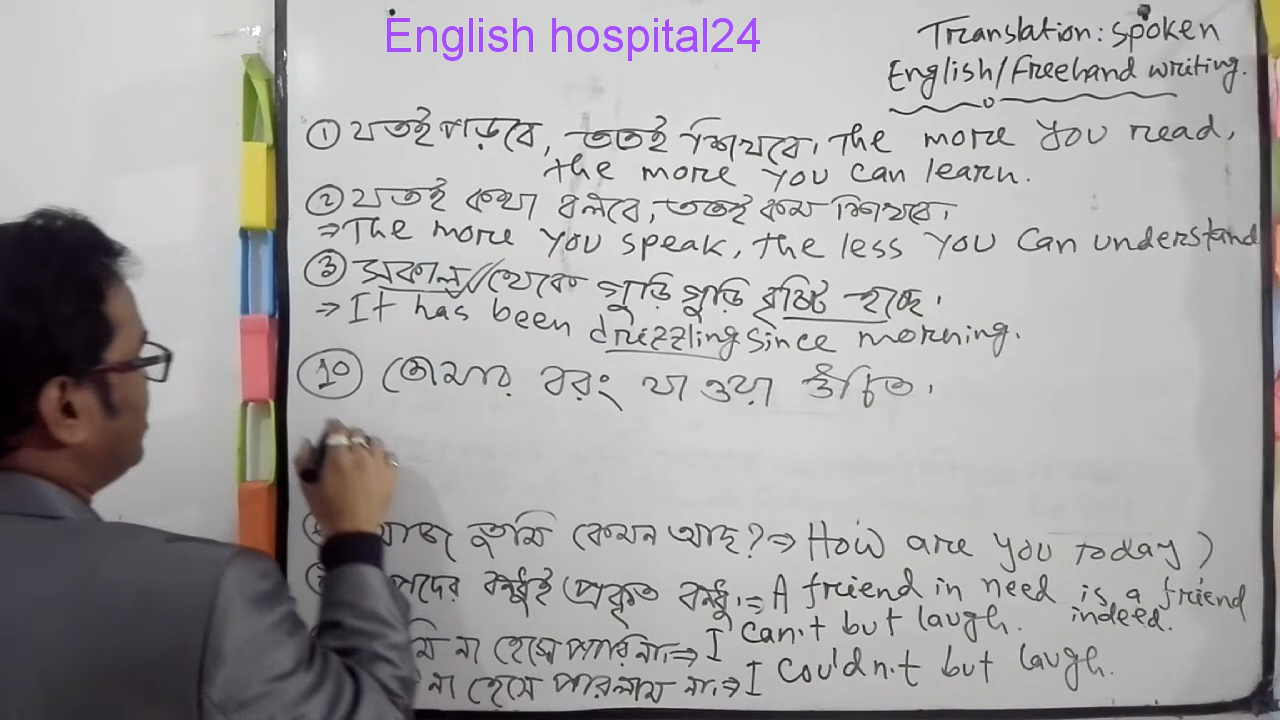 English hospital24
Translation: spoken
English/Freehand writing.
① যতই পড়বে, ততই শিখবে। The more you read,
the more you can learn.
② যতই কথা বলবে, ততই কম শিখবে।
⇒ The more you speak, the less you can understand
③ সকাল // থেকে গুড়ি গুড়ি বৃষ্টি হচ্ছে।
⇒ It has been drizzling since morning.
⑩ তোমার বরং যাওয়া উচিত।
তুমি কেমন আছ? ⇒ How are you today?
পদের বন্ধুই প্রকৃত বন্ধু। ⇒ A friend in need is a friend
indeed.
মি না হেসে পারিনা। ⇒ I can't but laugh.
না হেসে পারলাম না। ⇒ I couldn't but laugh.